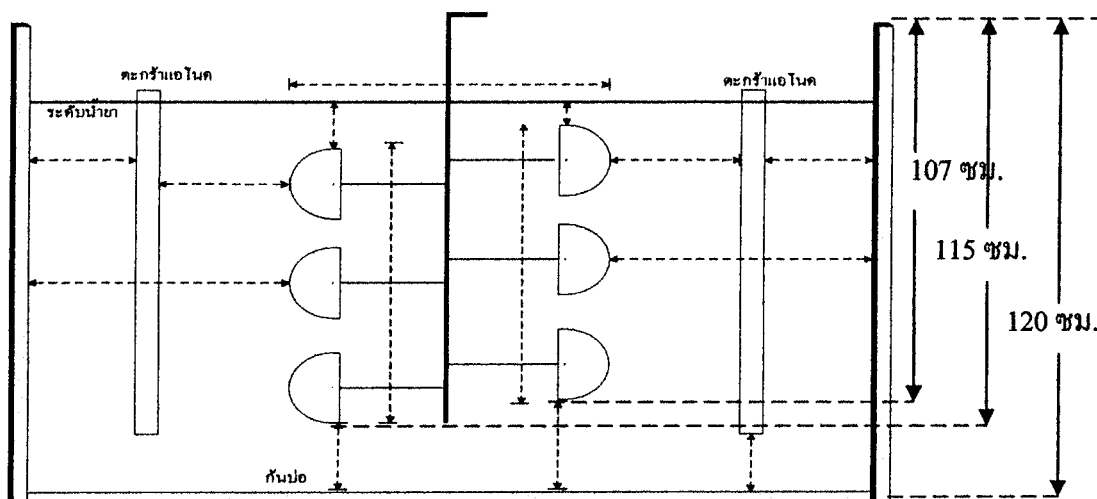 ตะกร้าแอโนด
ตะกร้าแอโนด
ระดับน้ำยา
107 ซม.
115 ซม.
120 ซม.
ก้นบ่อ